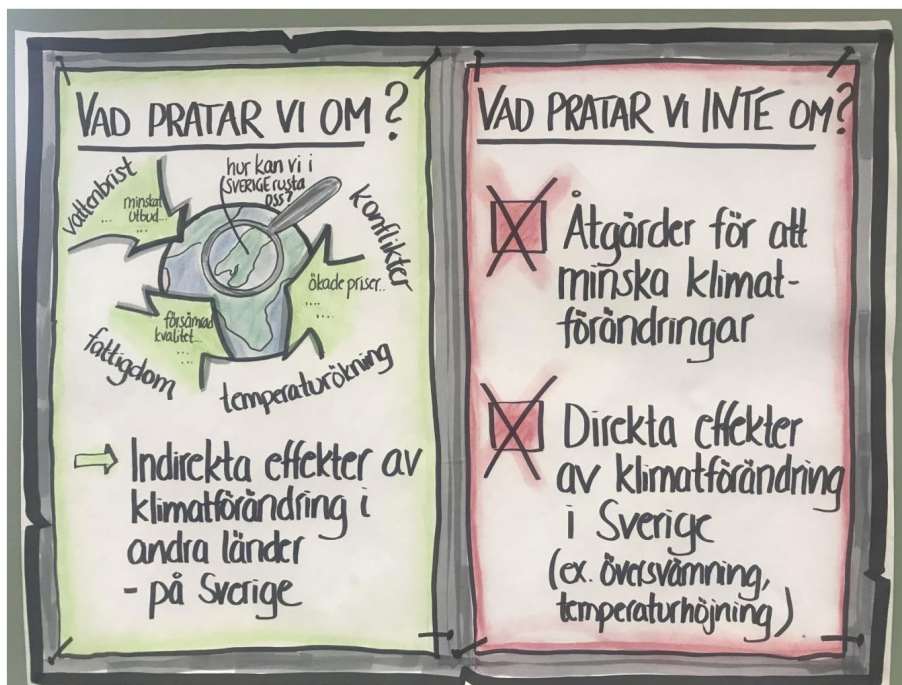 VAD PRATAR VI OM?
vattenbrist
minskat
utbud...
...
hur kan vi i
SVERIGE rusta
oss?
konflikter
ökade priser..
....
försämrad
kvalitet...
...
fattigdom
temperaturökning
⇨ Indirekta effekter av
klimatförändring i
andra länder
- på Sverige
VAD PRATAR VI INTE OM?
Åtgärder för att
minska klimat-
förändringar
Direkta effekter
av klimatförändring
i Sverige
(ex. översvämning,
temperaturhöjning)